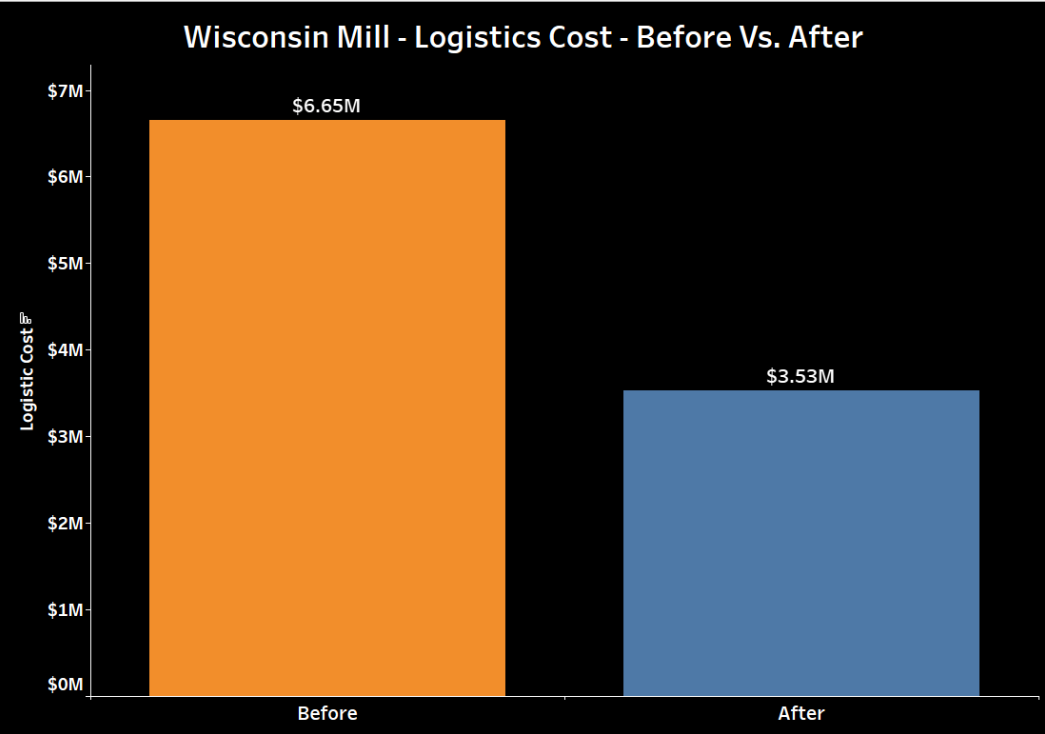 Wisconsin Mill - Logistics Cost - Before Vs. After
$7M
$6M
$5M
$4M
$3M
$2M
$1M
$0M
Logistic Cost
$6.65M
$3.53M
Before
After